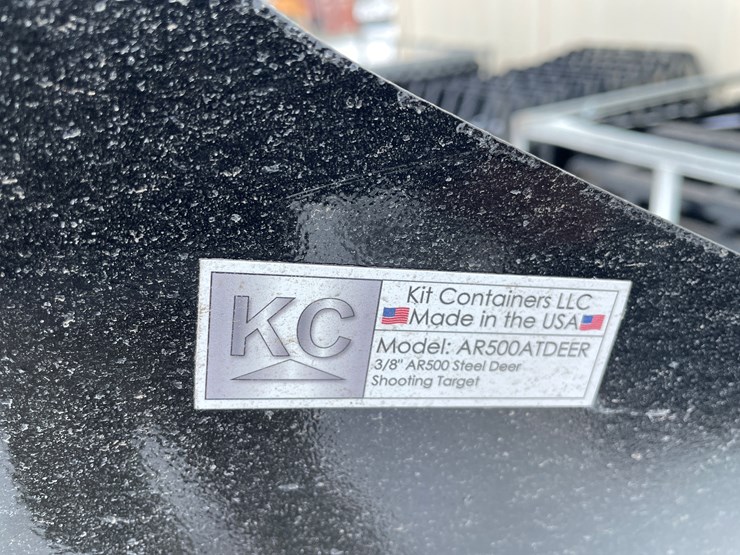 KC
Kit Containers LLC
Made in the USA
Model: AR500ATDEER
3/8" AR500 Steel Deer
Shooting Target